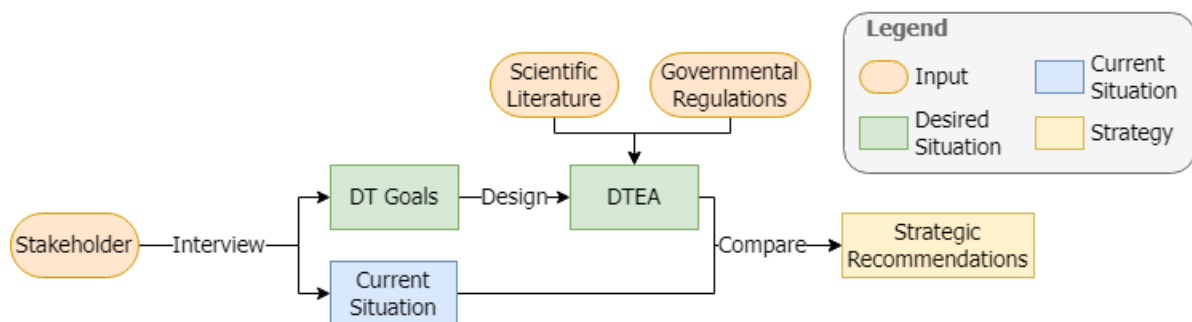 Legend
Input
Current
Situation
Desired
Situation
Strategy
Scientific
Literature
Governmental
Regulations
DT Goals
Design
DTEA
Stakeholder
Interview
Current
Situation
Compare
Strategic
Recommendations